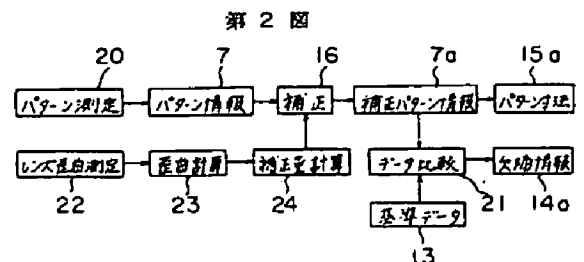 第2図
20 7 16 7a 15a
パターン測定 パターン情報 補正 補正パターン情報 パターン寸法
レンズ歪曲測定 歪曲計算 補正量計算 データ比較 欠陥情報
22 23 24 21 14a
基準データ
13